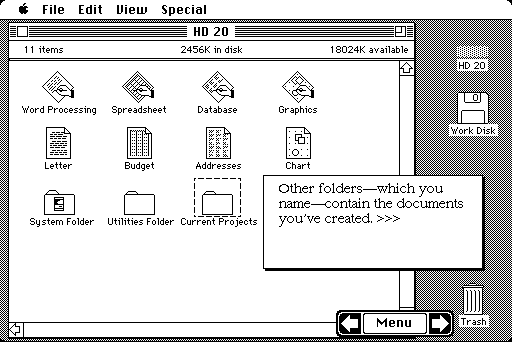 File Edit View Special
HD 20
11 items 2456K in disk 18024K available
HD 20
Word Processing Spreadsheet Database Graphics
Work Disk
Letter Budget Addresses Chart
Other folders—which you
name—contain the documents
you've created. >>>
System Folder Utilities Folder Current Projects
Menu
Trash